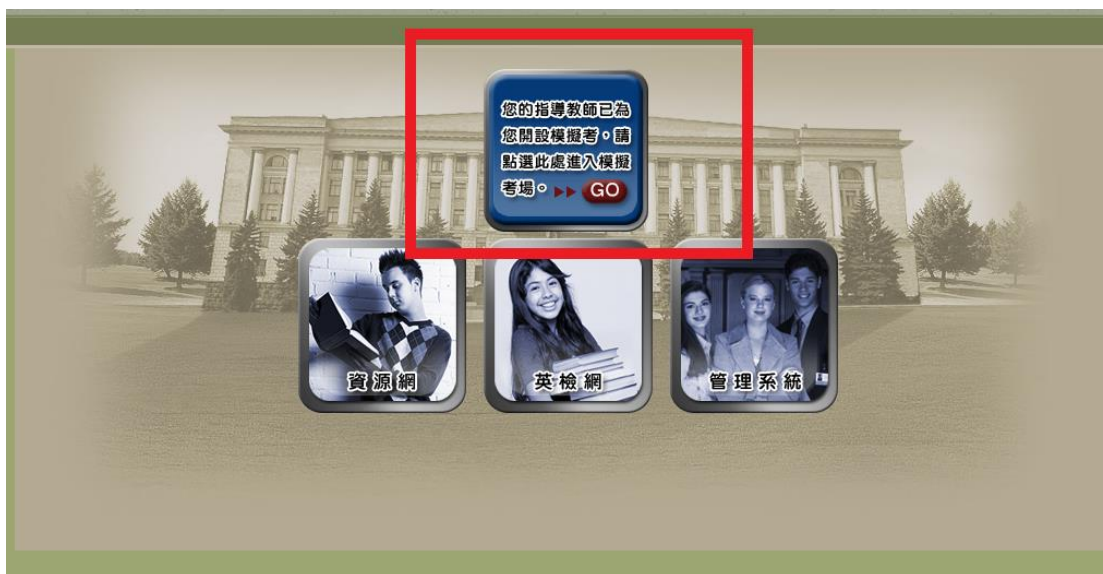 您的指導教師已為
您開設模擬考，請
點選此處進入模擬
考場。 GO
資源網
英檢網
管理系統